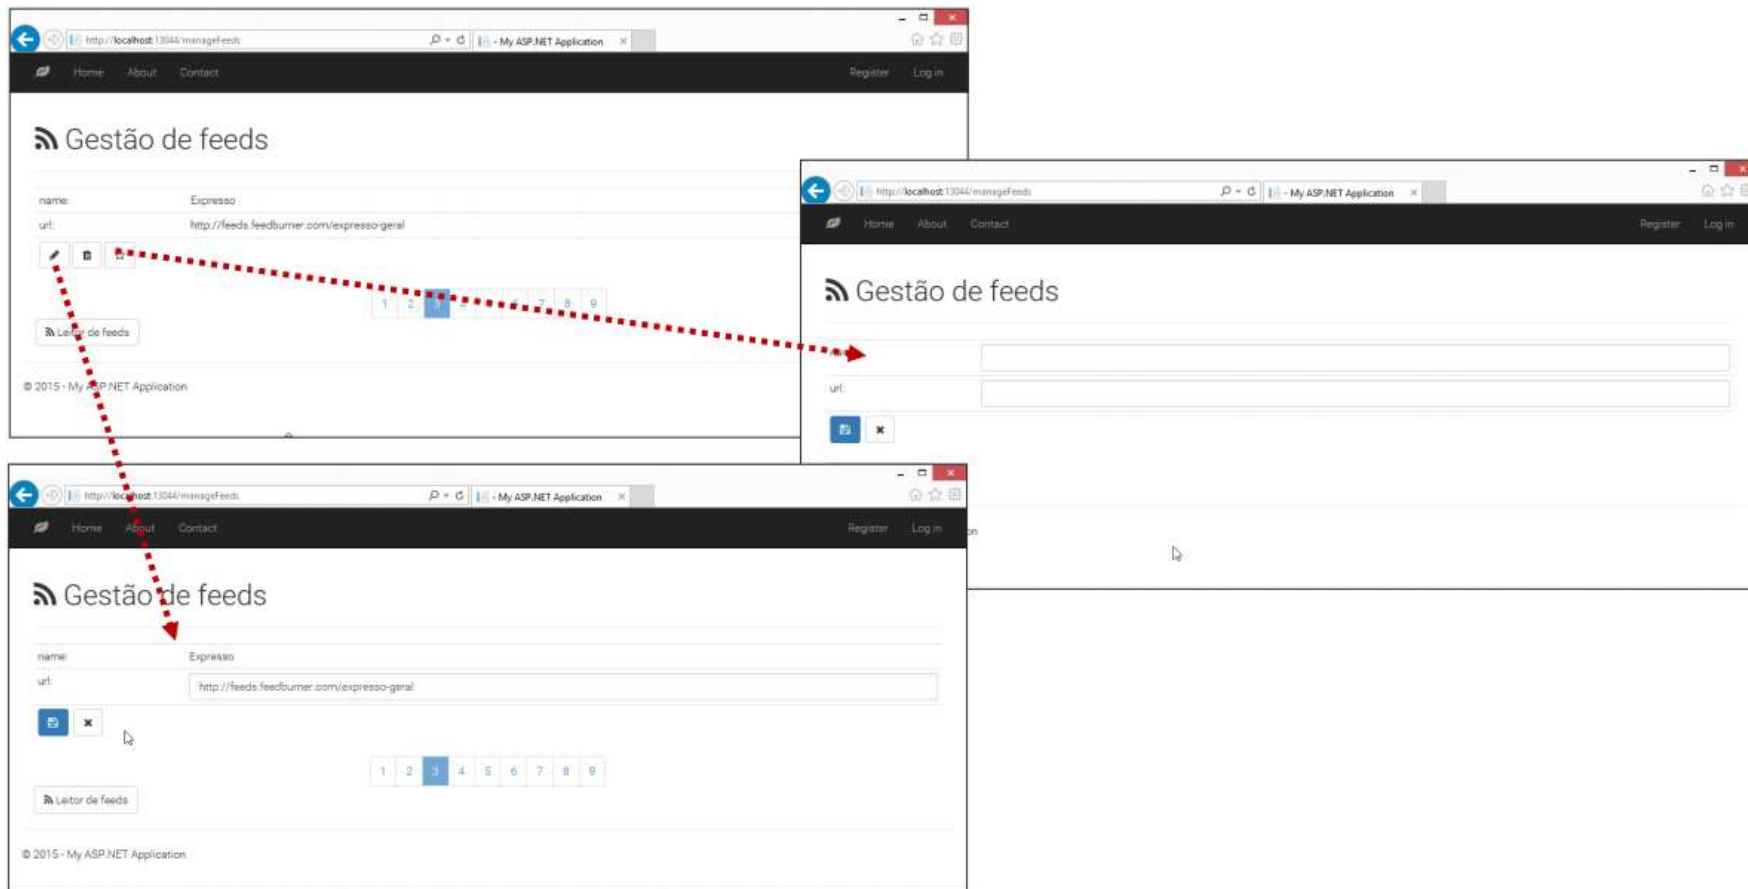 http://localhost:13044/manageFeeds - My ASP.NET Application
Home About Contact Register Log in
Gestão de feeds
name: Expresso
url: http://feeds.feedburner.com/expresso-geral
1 2 3 4 6 7 8 9
Leitor de feeds
© 2015 - My ASP.NET Application
http://localhost:13044/manageFeeds - My ASP.NET Application
Home About Contact Register Log in
Gestão de feeds
url:
http://localhost:13044/manageFeeds - My ASP.NET Application
Home About Contact Register Log in
Gestão de feeds
name: Expresso
url: http://feeds.feedburner.com/expresso-geral
1 2 3 4 5 6 7 8 9
Leitor de feeds
© 2015 - My ASP.NET Application